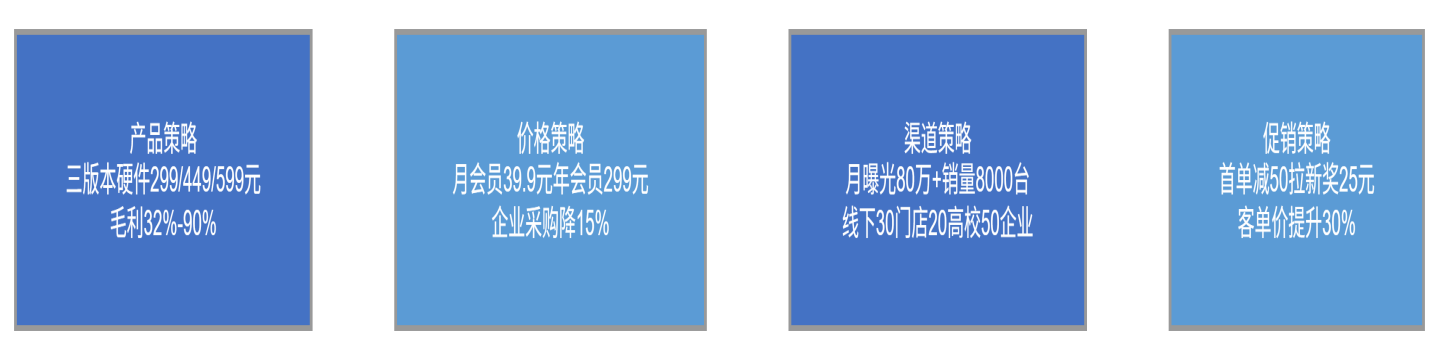 产品策略
三版本硬件299/449/599元
毛利32%-90%
价格策略
月会员39.9元年会员299元
企业采购降15%
渠道策略
月曝光80万+销量8000台
线下30门店20高校50企业
促销策略
首单减50拉新奖25元
客单价提升30%